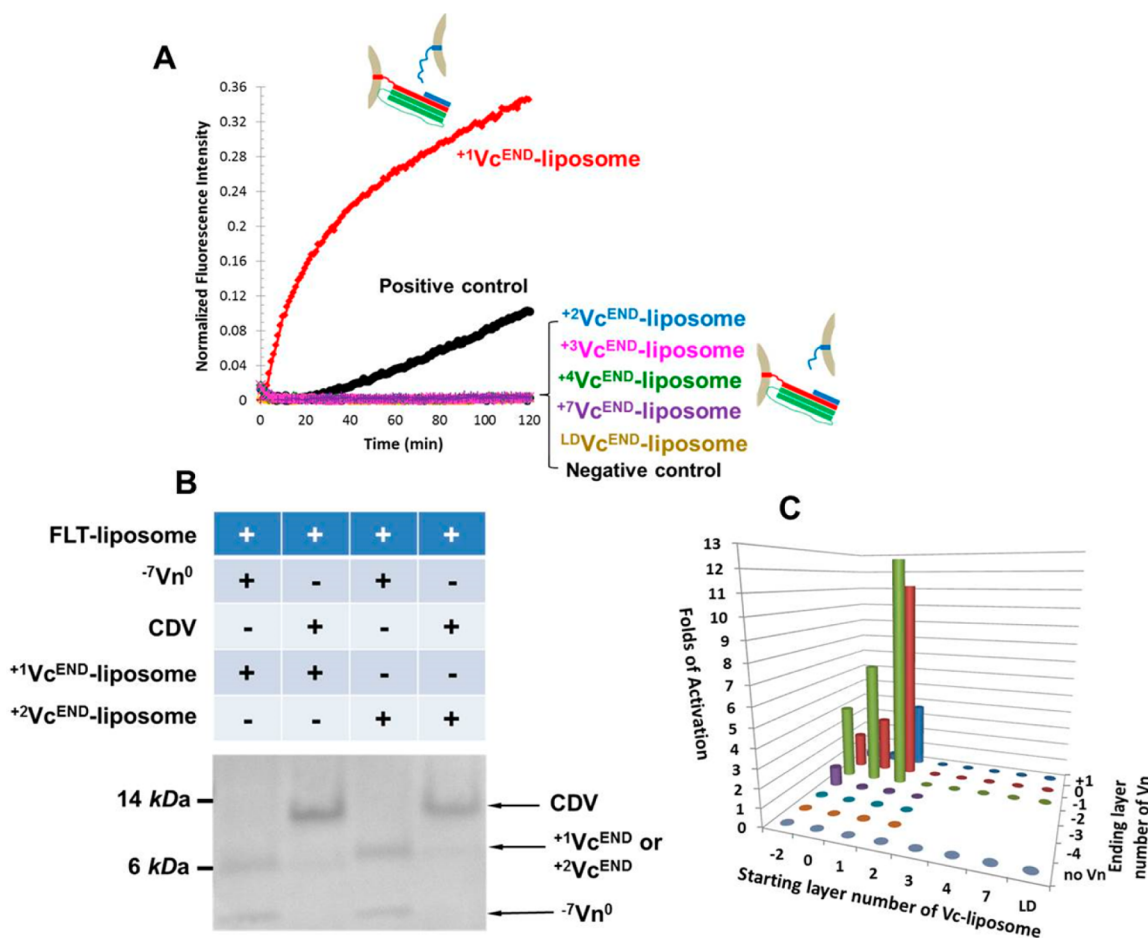 A
Normalized Fluorescence Intensity
0.36
0.32
0.28
0.24
0.2
0.16
0.12
0.08
0.04
0
0 20 40 60 80 100 120
Time (min)
+1VcEND-liposome
Positive control
+2VcEND-liposome
+3VcEND-liposome
+4VcEND-liposome
+7VcEND-liposome
LDVcEND-liposome
Negative control
B
FLT-liposome + + + +
-7Vn0 + - + -
CDV - + - +
+1VcEND-liposome + + - -
+2VcEND-liposome - - + +
14 kDa
6 kDa
CDV
+1VcEND or
+2VcEND
-7Vn0
C
Folds of Activation
13
12
11
10
9
8
7
6
5
4
3
2
1
0
-2 0 1 2 3 4 7 LD
Starting layer number of Vc-liposome
+1
0
-1
-2
-3
-4
no Vn
Ending layer
number of Vn